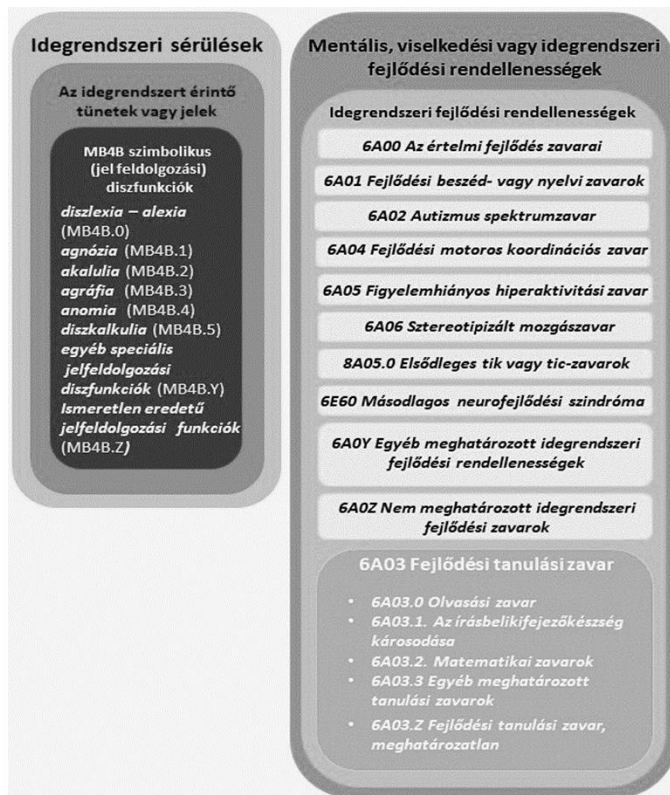 Idegrendszeri sérülések
Az idegrendszert érintő
tünetek vagy jelek
MB4B szimbolikus
(jel feldolgozási)
diszfunkciók
diszlexia – alexia
(MB4B.0)
agnózia (MB4B.1)
akalulia (MB4B.2)
agráfia (MB4B.3)
anomia (MB4B.4)
diszkalkulia (MB4B.5)
egyéb speciális
jelfeldolgozási
diszfunkciók (MB4B.Y)
Ismeretlen eredetű
jelfeldolgozási funkciók
(MB4B.Z)
Mentális, viselkedési vagy idegrendszeri
fejlődési rendellenességek
Idegrendszeri fejlődési rendellenességek
6A00 Az értelmi fejlődés zavarai
6A01 Fejlődési beszéd- vagy nyelvi zavarok
6A02 Autizmus spektrumzavar
6A04 Fejlődési motoros koordinációs zavar
6A05 Figyelemhiányos hiperaktivitási zavar
6A06 Sztereotipizált mozgászavar
8A05.0 Elsődleges tik vagy tic-zavarok
6E60 Másodlagos neurofejlődési szindróma
6A0Y Egyéb meghatározott idegrendszeri
fejlődési rendellenességek
6A0Z Nem meghatározott idegrendszeri
fejlődési zavarok
6A03 Fejlődési tanulási zavar
• 6A03.0 Olvasási zavar
• 6A03.1. Az írásbelikifejezőkészség
károsodása
• 6A03.2. Matematikai zavarok
• 6A03.3 Egyéb meghatározott
tanulási zavarok
• 6A03.Z Fejlődési tanulási zavar,
meghatározatlan